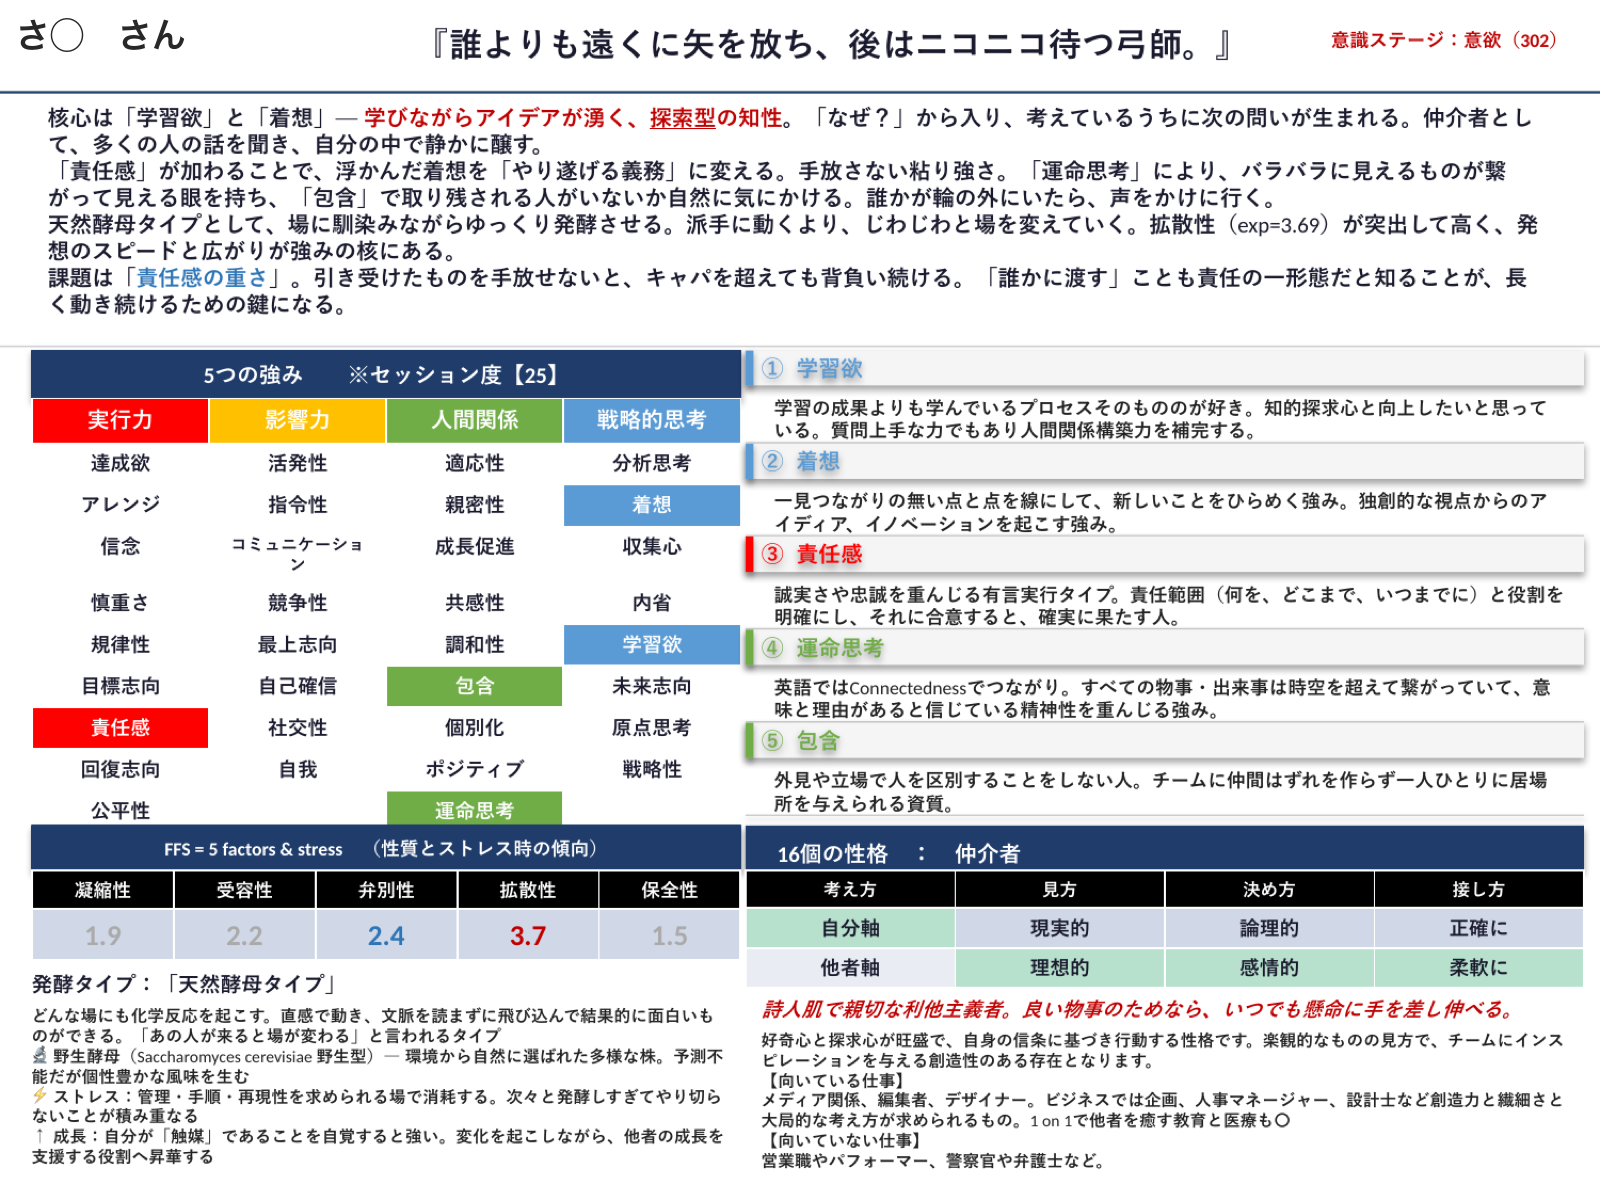 さ○　さん
『誰よりも遠くに矢を放ち、後はニコニコ待つ弓師。』
意識ステージ：意欲（302）
核心は「学習欲」と「着想」— 学びながらアイデアが湧く、探索型の知性。「なぜ？」から入り、考えているうちに次の問いが生まれる。仲介者とし
て、多くの人の話を聞き、自分の中で静かに醸す。
「責任感」が加わることで、浮かんだ着想を「やり遂げる義務」に変える。手放さない粘り強さ。「運命思考」により、バラバラに見えるものが繋
がって見える眼を持ち、「包含」で取り残される人がいないか自然に気にかける。誰かが輪の外にいたら、声をかけに行く。
天然酵母タイプとして、場に馴染みながらゆっくり発酵させる。派手に動くより、じわじわと場を変えていく。拡散性（exp=3.69）が突出して高く、発
想のスピードと広がりが強みの核にある。
課題は「責任感の重さ」。引き受けたものを手放せないと、キャパを超えても背負い続ける。「誰かに渡す」ことも責任の一形態だと知ることが、長
く動き続けるための鍵になる。
5つの強み　　※セッション度【25】
実行力 影響力 人間関係 戦略的思考
達成欲 活発性 適応性 分析思考
アレンジ 指令性 親密性 着想
信念 コミュニケーショ 成長促進 収集心
ン
慎重さ 競争性 共感性 内省
規律性 最上志向 調和性 学習欲
目標志向 自己確信 包含 未来志向
責任感 社交性 個別化 原点思考
回復志向 自我 ポジティブ 戦略性
公平性 運命思考
① 学習欲
学習の成果よりも学んでいるプロセスそのもののが好き。知的探求心と向上したいと思って
いる。質問上手な力でもあり人間関係構築力を補完する。
② 着想
一見つながりの無い点と点を線にして、新しいことをひらめく強み。独創的な視点からのア
イディア、イノベーションを起こす強み。
③ 責任感
誠実さや忠誠を重んじる有言実行タイプ。責任範囲（何を、どこまで、いつまでに）と役割を
明確にし、それに合意すると、確実に果たす人。
④ 運命思考
英語ではConnectednessでつながり。すべての物事・出来事は時空を超えて繋がっていて、意
味と理由があると信じている精神性を重んじる強み。
⑤ 包含
外見や立場で人を区別することをしない人。チームに仲間はずれを作らず一人ひとりに居場
所を与えられる資質。
FFS = 5 factors & stress　（性質とストレス時の傾向）
凝縮性 受容性 弁別性 拡散性 保全性
1.9 2.2 2.4 3.7 1.5
発酵タイプ：「天然酵母タイプ」
どんな場にも化学反応を起こす。直感で動き、文脈を読まずに飛び込んで結果的に面白いも
のができる。「あの人が来ると場が変わる」と言われるタイプ
🔬 野生酵母（Saccharomyces cerevisiae 野生型）— 環境から自然に選ばれた多様な株。予測不
能だが個性豊かな風味を生む
⚡ ストレス：管理・手順・再現性を求められる場で消耗する。次々と発酵しすぎてやり切ら
ないことが積み重なる
↑ 成長：自分が「触媒」であることを自覚すると強い。変化を起こしながら、他者の成長を
支援する役割へ昇華する
16個の性格　：　仲介者
考え方 見方 決め方 接し方
自分軸 現実的 論理的 正確に
他者軸 理想的 感情的 柔軟に
詩人肌で親切な利他主義者。良い物事のためなら、いつでも懸命に手を差し伸べる。
好奇心と探求心が旺盛で、自身の信条に基づき行動する性格です。楽観的なものの見方で、チームにインス
ピレーションを与える創造性のある存在となります。
【向いている仕事】
メディア関係、編集者、デザイナー。ビジネスでは企画、人事マネージャー、設計士など創造力と繊細さと
大局的な考え方が求められるもの。1 on 1で他者を癒す教育と医療も〇
【向いていない仕事】
営業職やパフォーマー、警察官や弁護士など。